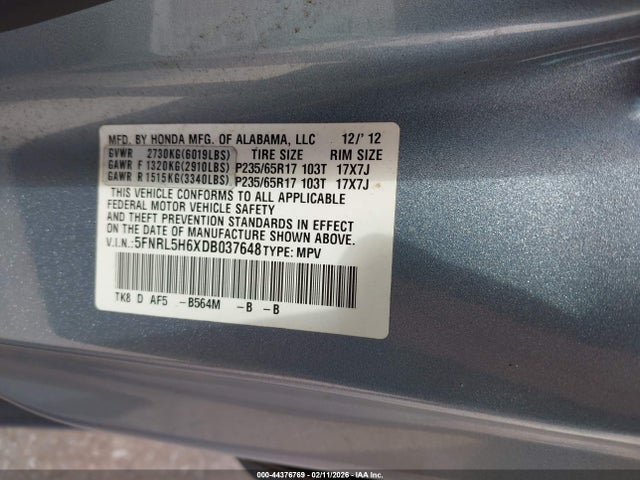 MFD. BY HONDA MFG. OF ALABAMA, LLC 12/'12
GVWR 2730KG(6019LBS) TIRE SIZE RIM SIZE
GAWR F 1320KG(2910LBS) P235/65R17 103T 17X7J
GAWR R 1515KG(3340LBS) P235/65R17 103T 17X7J
THIS VEHICLE CONFORMS TO ALL APPLICABLE
FEDERAL MOTOR VEHICLE SAFETY
AND THEFT PREVENTION STANDARDS IN EFFECT
ON THE DATE OF MANUFACTURE SHOWN ABOVE.
V.I.N.: 5FNRL5H6XDB037648 TYPE: MPV
TK8 D AF5 -B564M -B -B
000-44376769 - 02/11/2026 - © IAA Inc.